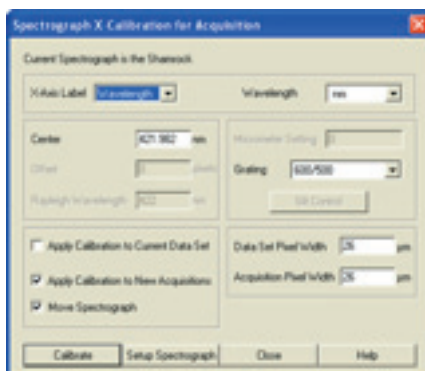 Spectrograph X Calibration for Acquisition
Current Spectrograph is the Shamrock.
X-Axis Label Wavelength Wavelength nm
Center 421.982 nm Micrometer Setting 0
Offset 0 pixels Grating 600/500
Rayleigh Wavelength 422 nm Slit Control
Apply Calibration to Current Data Set Data Set Pixel Width 26 µm
Apply Calibration to New Acquisitions Acquisition Pixel Width 26 µm
Move Spectrograph
Calibrate Setup Spectrograph Close Help